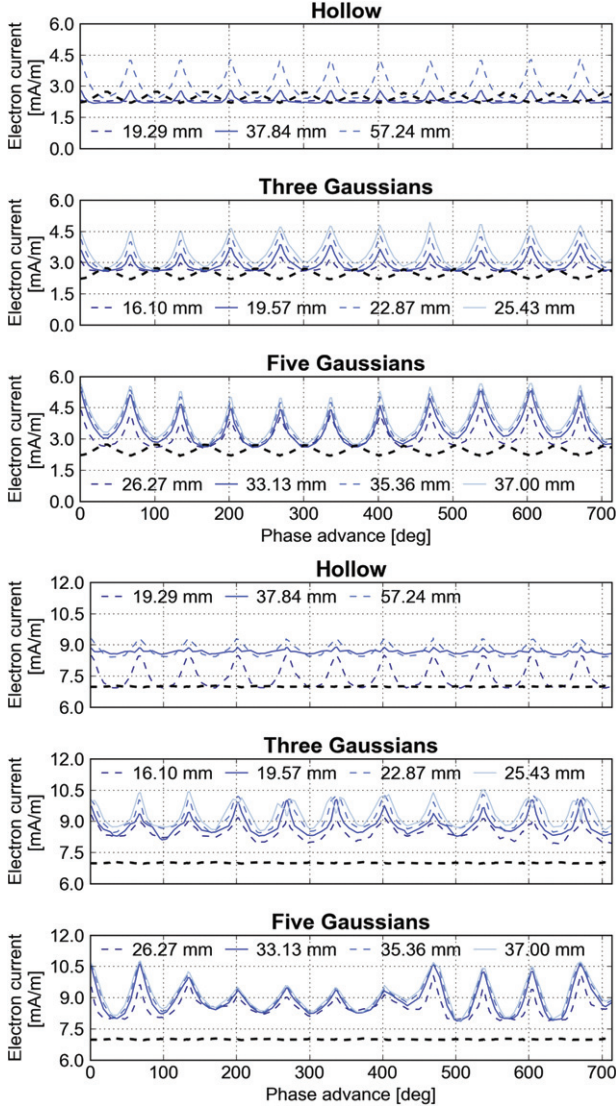 Hollow
6.0
4.5
3.0
1.5
0.0
Electron current
[mA/m]
19.29 mm 37.84 mm 57.24 mm
Three Gaussians
6.0
4.5
3.0
1.5
0.0
Electron current
[mA/m]
16.10 mm 19.57 mm 22.87 mm 25.43 mm
Five Gaussians
6.0
4.5
3.0
1.5
0.0
Electron current
[mA/m]
26.27 mm 33.13 mm 35.36 mm 37.00 mm
0 100 200 300 400 500 600 700
Phase advance [deg]
Hollow
12.0
10.5
9.0
7.5
6.0
Electron current
[mA/m]
19.29 mm 37.84 mm 57.24 mm
Three Gaussians
12.0
10.5
9.0
7.5
6.0
Electron current
[mA/m]
16.10 mm 19.57 mm 22.87 mm 25.43 mm
Five Gaussians
12.0
10.5
9.0
7.5
6.0
Electron current
[mA/m]
26.27 mm 33.13 mm 35.36 mm 37.00 mm
0 100 200 300 400 500 600 700
Phase advance [deg]